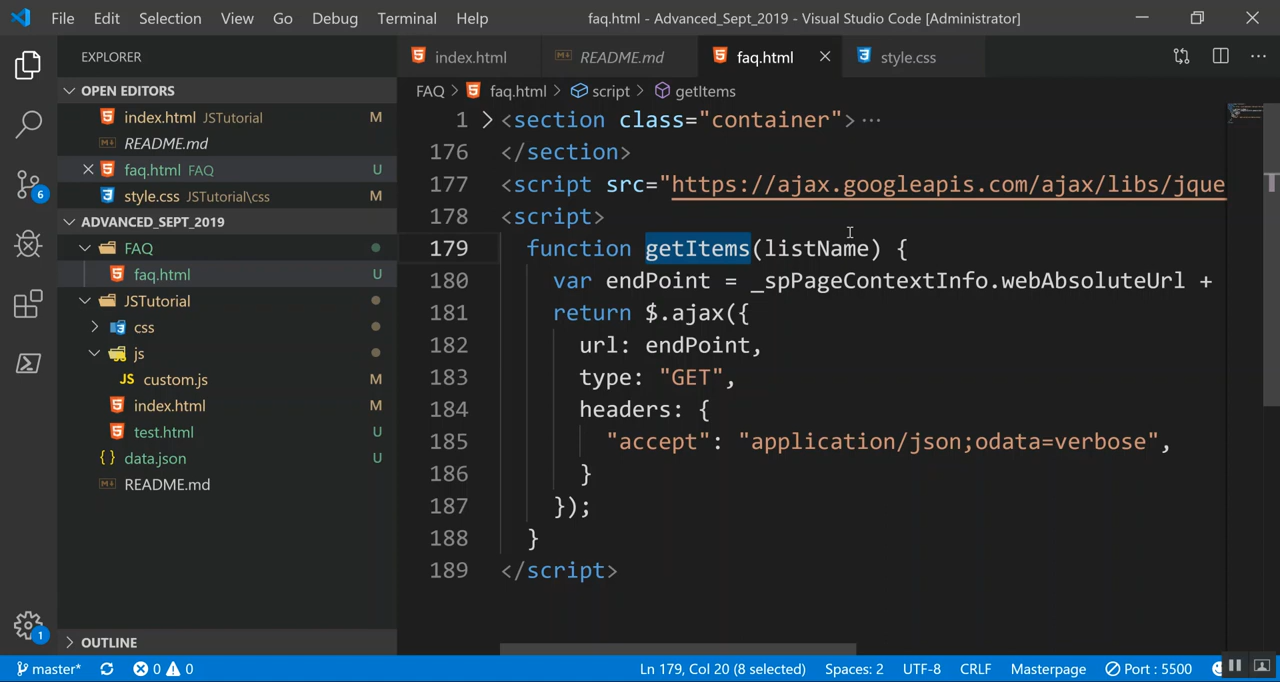 File Edit Selection View Go Debug Terminal Help faq.html - Advanced_Sept_2019 - Visual Studio Code [Administrator]
EXPLORER
index.html README.md faq.html style.css
OPEN EDITORS
index.html JSTutorial M
README.md
faq.html FAQ U
style.css JSTutorial\css M
ADVANCED_SEPT_2019
FAQ
faq.html U
JSTutorial
css
js
JS custom.js M
index.html M
test.html U
{ } data.json U
README.md
OUTLINE
6
1
FAQ > faq.html > script > getItems
1 <section class="container"> ···
176 </section>
177 <script src="https://ajax.googleapis.com/ajax/libs/jque
178 <script>
179 function getItems(listName) {
180 var endPoint = _spPageContextInfo.webAbsoluteUrl +
181 return $.ajax({
182 url: endPoint,
183 type: "GET",
184 headers: {
185 "accept": "application/json;odata=verbose",
186 }
187 });
188 }
189 </script>
master* 0 0 Ln 179, Col 20 (8 selected) Spaces: 2 UTF-8 CRLF Masterpage Port : 5500